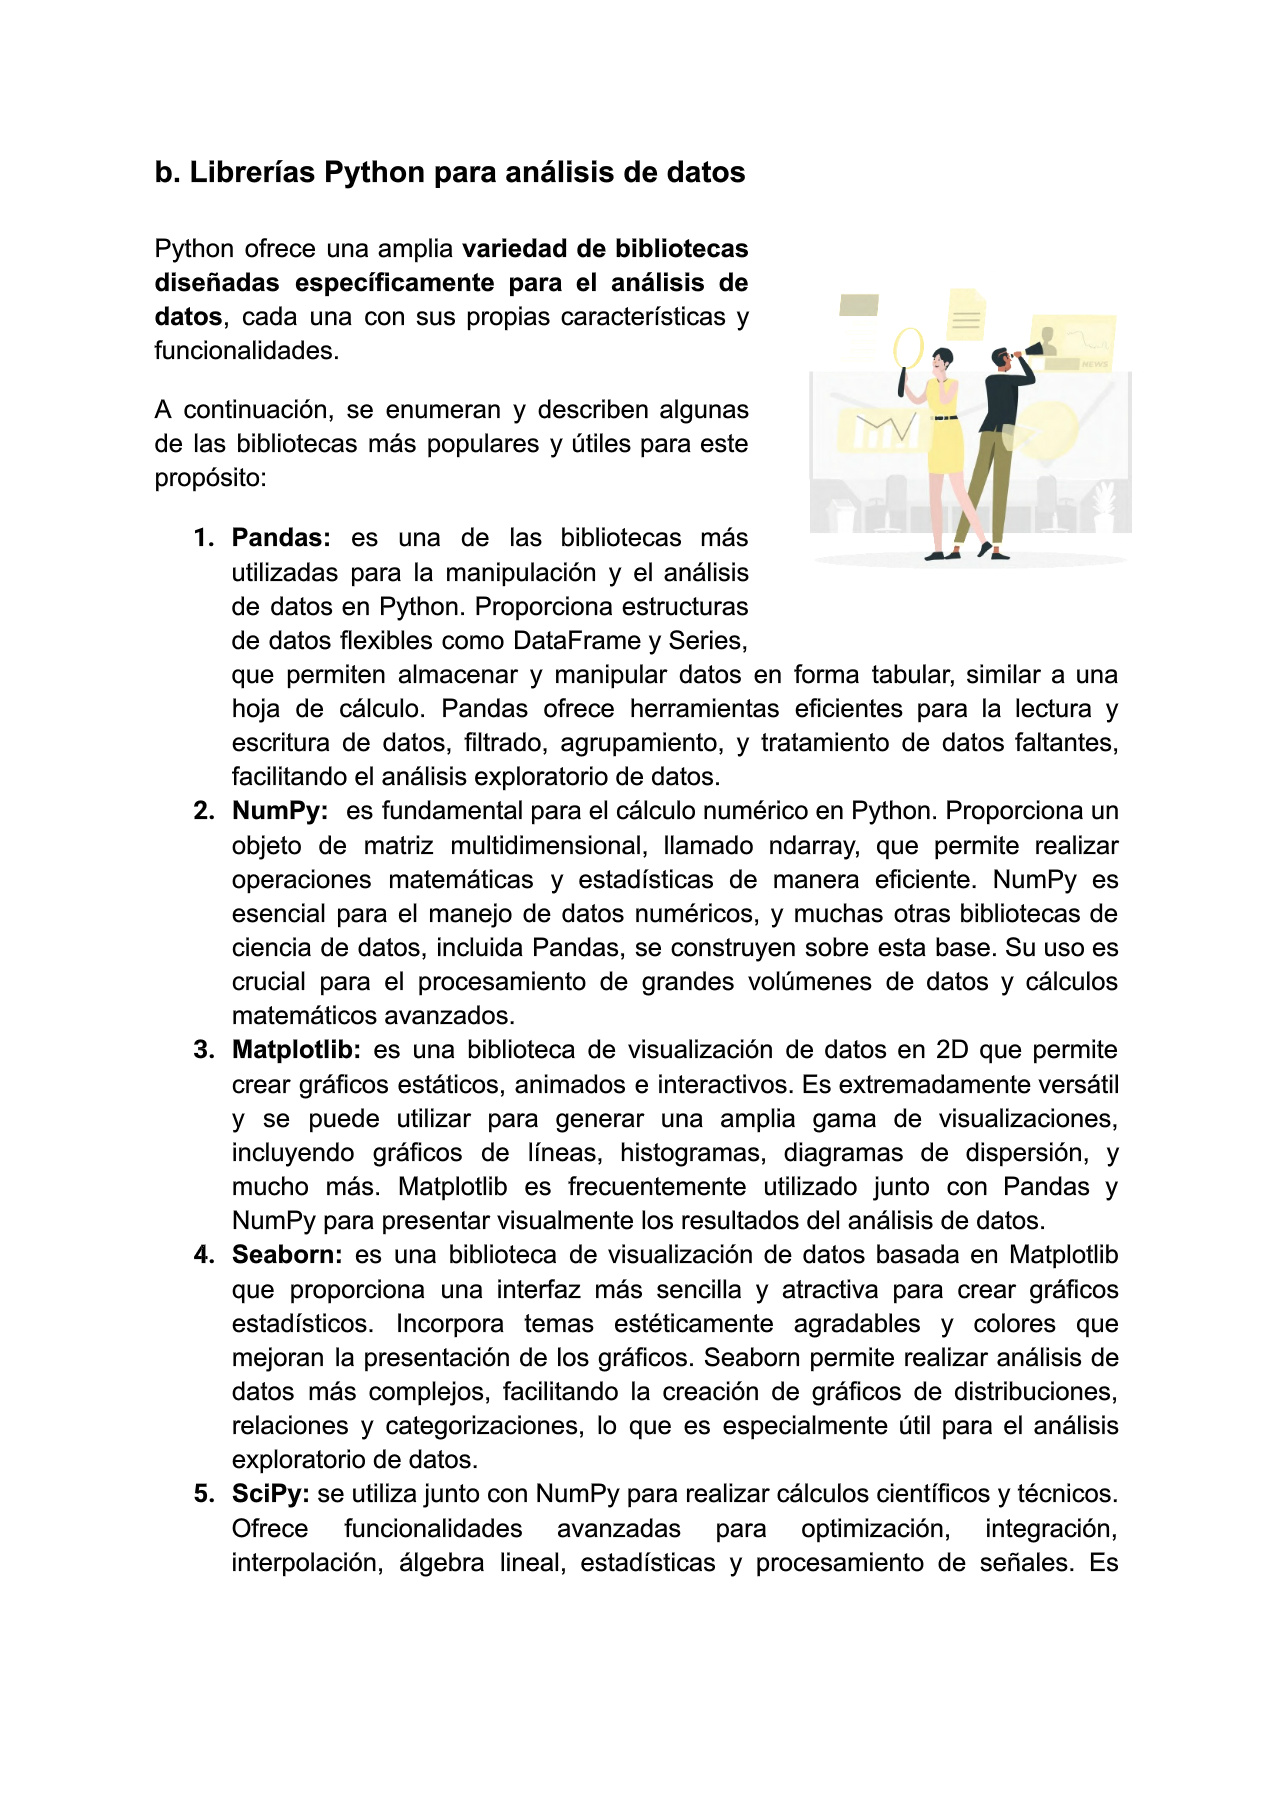 b. Librerías Python para análisis de datos
Python ofrece una amplia variedad de bibliotecas
diseñadas específicamente para el análisis de
datos, cada una con sus propias características y
funcionalidades.
A continuación, se enumeran y describen algunas
de las bibliotecas más populares y útiles para este
propósito:
NEWS
1. Pandas: es una de las bibliotecas más
utilizadas para la manipulación y el análisis
de datos en Python. Proporciona estructuras
de datos flexibles como DataFrame y Series,
que permiten almacenar y manipular datos en forma tabular, similar a una
hoja de cálculo. Pandas ofrece herramientas eficientes para la lectura y
escritura de datos, filtrado, agrupamiento, y tratamiento de datos faltantes,
facilitando el análisis exploratorio de datos.
2. NumPy: es fundamental para el cálculo numérico en Python. Proporciona un
objeto de matriz multidimensional, llamado ndarray, que permite realizar
operaciones matemáticas y estadísticas de manera eficiente. NumPy es
esencial para el manejo de datos numéricos, y muchas otras bibliotecas de
ciencia de datos, incluida Pandas, se construyen sobre esta base. Su uso es
crucial para el procesamiento de grandes volúmenes de datos y cálculos
matemáticos avanzados.
3. Matplotlib: es una biblioteca de visualización de datos en 2D que permite
crear gráficos estáticos, animados e interactivos. Es extremadamente versátil
y se puede utilizar para generar una amplia gama de visualizaciones,
incluyendo gráficos de líneas, histogramas, diagramas de dispersión, y
mucho más. Matplotlib es frecuentemente utilizado junto con Pandas y
NumPy para presentar visualmente los resultados del análisis de datos.
4. Seaborn: es una biblioteca de visualización de datos basada en Matplotlib
que proporciona una interfaz más sencilla y atractiva para crear gráficos
estadísticos. Incorpora temas estéticamente agradables y colores que
mejoran la presentación de los gráficos. Seaborn permite realizar análisis de
datos más complejos, facilitando la creación de gráficos de distribuciones,
relaciones y categorizaciones, lo que es especialmente útil para el análisis
exploratorio de datos.
5. SciPy: se utiliza junto con NumPy para realizar cálculos científicos y técnicos.
Ofrece funcionalidades avanzadas para optimización, integración,
interpolación, álgebra lineal, estadísticas y procesamiento de señales. Es